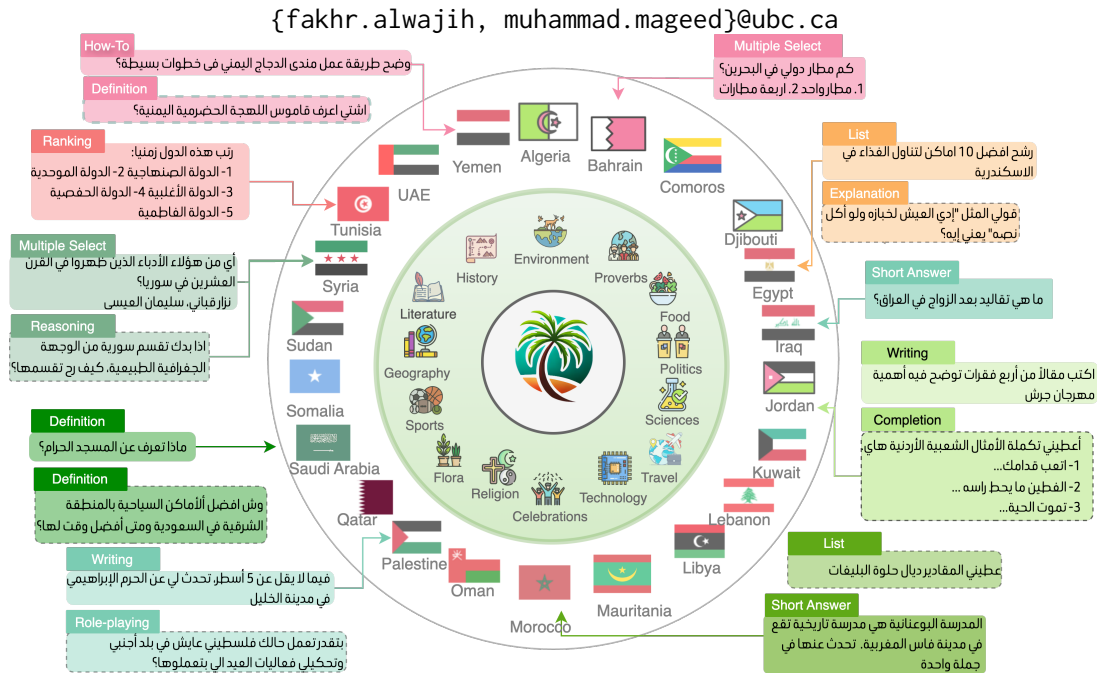 {fakhr.alwajih, muhammad.mageed}@ubc.ca
How-To
وضح طريقة عمل مندى الدجاج اليمني فى خطوات بسيطة؟
Definition
اشتي اعرف قاموس اللهجة الحضرمية اليمنية؟
Ranking
رتب هذه الدول زمنيا:
1- الدولة الصنهاجية 2- الدولة الموحدية
3- الدولة الأغلبية 4- الدولة الحفصية
5- الدولة الفاطمية
Multiple Select
أي من هؤلاء الأدباء الذين ظهروا في القرن
العشرين في سوريا؟
نزار قباني، سليمان العيسى
Reasoning
اذا بدك تقسم سورية من الوجهة
الجغرافية الطبيعية، كيف رح تقسمها؟
Definition
ماذا تعرف عن المسجد الحرام؟
Definition
وش افضل ألأماكن السياحية بالمنطقة
الشرقية في السعودية ومتى أفضل وقت لها؟
Writing
فيما لا يقل عن 5 أسطر، تحدث لي عن الحرم الإبراهيمي
في مدينة الخليل
Role-playing
بتقدر تعمل حالك فلسطيني عايش في بلد أجنبي
وتحكيلي فعاليات العيد الي بتعملوها؟
Multiple Select
كم مطار دولي في البحرين؟
1. مطار واحد 2. اربعة مطارات
List
رشح افضل 10 اماكن لتناول الغذاء في
الاسكندرية
Explanation
قولي المثل "إدي العيش لخبازه ولو أكل
نصه" يعني إيه؟
Short Answer
ما هي تقاليد بعد الزواج في العراق؟
Writing
اكتب مقالاً من أربع فقرات توضح فيه أهمية
مهرجان جرش
Completion
أعطيني تكملة الأمثال الشعبية الأردنية هاي:
1- اتعب قدامك...
2- الفطين ما يحط راسه ...
3- تموت الحية...
List
عطيني المقادير ديال حلوة البليغات
Short Answer
المدرسة البوعنانية هي مدرسة تاريخية تقع
في مدينة فاس المغربية. تحدث عنها في
جملة واحدة
Algeria
Bahrain
Comoros
Djibouti
Egypt
Iraq
Jordan
Kuwait
Lebanon
Libya
Mauritania
Morocco
Oman
Palestine
Qatar
Saudi Arabia
Somalia
Sudan
Syria
Tunisia
UAE
Yemen
Environment
Proverbs
Food
Politics
Sciences
Travel
Technology
Celebrations
Religion
Flora
Sports
Geography
Literature
History